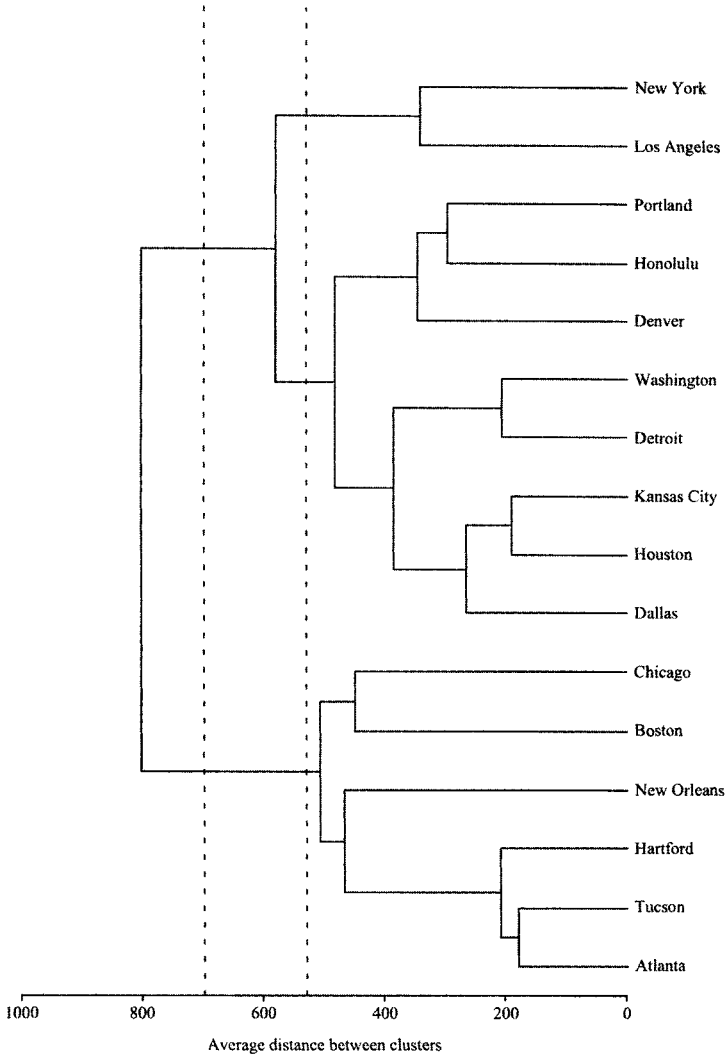 New York
Los Angeles
Portland
Honolulu
Denver
Washington
Detroit
Kansas City
Houston
Dallas
Chicago
Boston
New Orleans
Hartford
Tucson
Atlanta
1000 800 600 400 200 0
Average distance between clusters